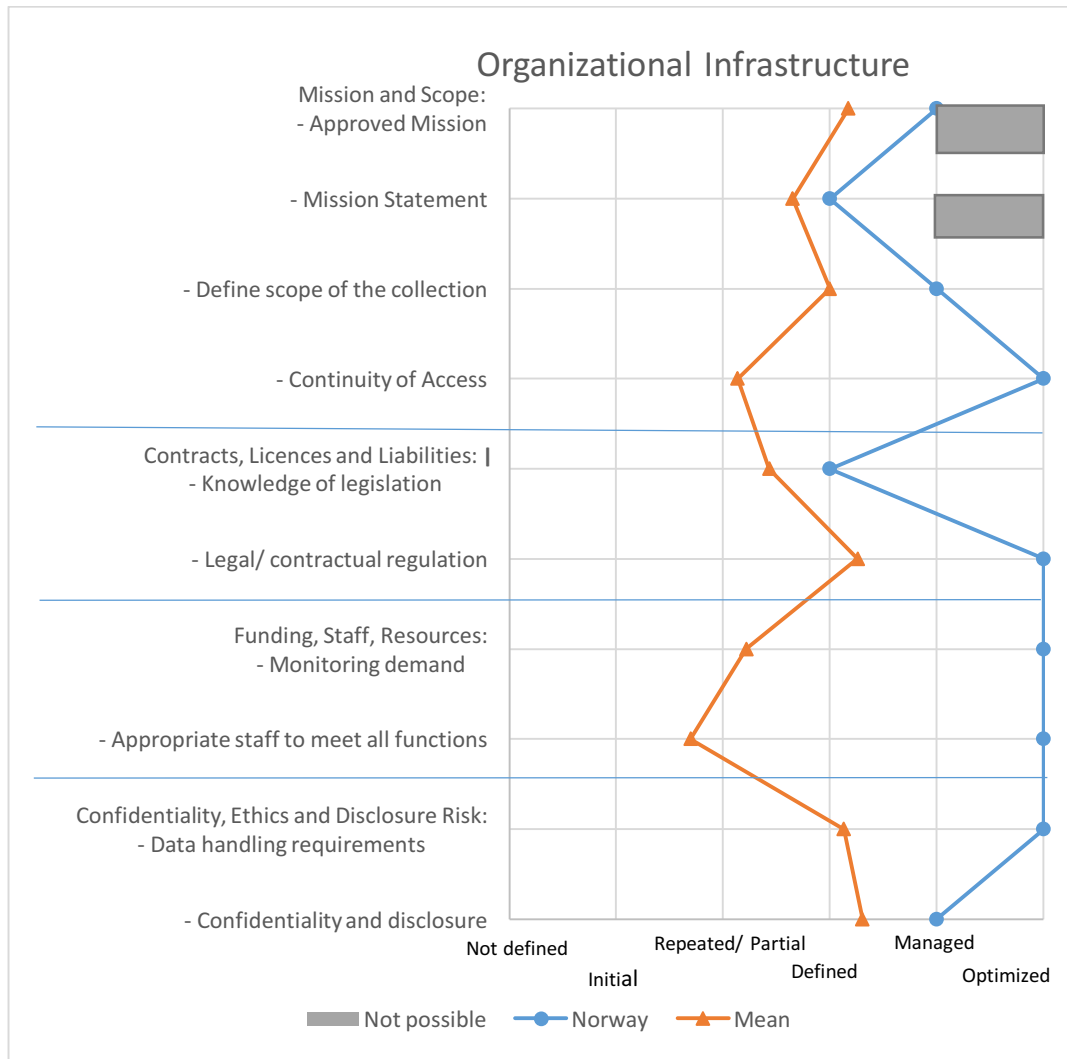 Organizational Infrastructure
Mission and Scope:
- Approved Mission
- Mission Statement
- Define scope of the collection
- Continuity of Access
Contracts, Licences and Liabilities: |
- Knowledge of legislation
- Legal/ contractual regulation
Funding, Staff, Resources:
- Monitoring demand
- Appropriate staff to meet all functions
Confidentiality, Ethics and Disclosure Risk:
- Data handling requirements
- Confidentiality and disclosure
Not defined
Initial
Repeated/ Partial
Defined
Managed
Optimized
Not possible
Norway
Mean